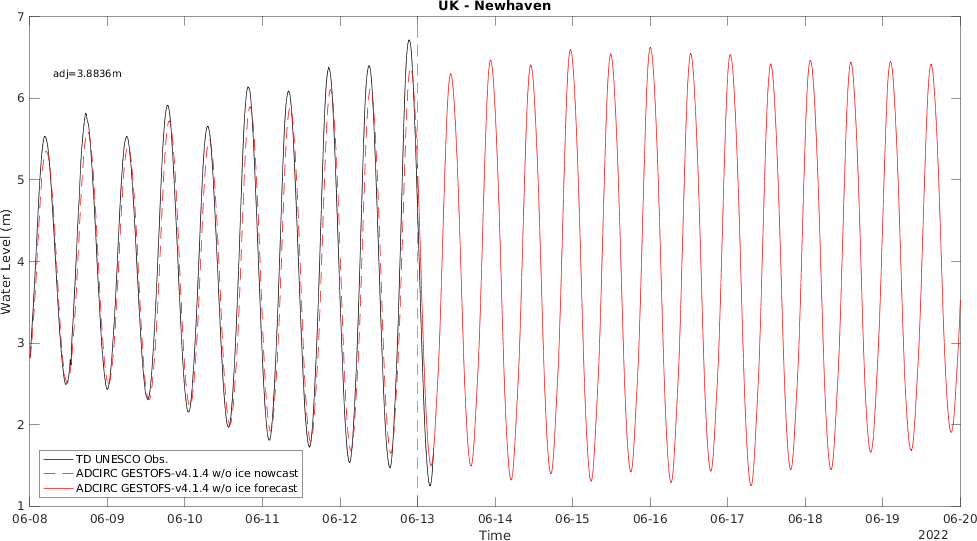 UK - Newhaven
7
adj=3.8836m
6
5
Water Level (m)
4
3
2
TD UNESCO Obs.
ADCIRC GESTOFS-v4.1.4 w/o ice nowcast
ADCIRC GESTOFS-v4.1.4 w/o ice forecast
1
06-08 06-09 06-10 06-11 06-12 06-13 06-14 06-15 06-16 06-17 06-18 06-19 06-20
Time
2022